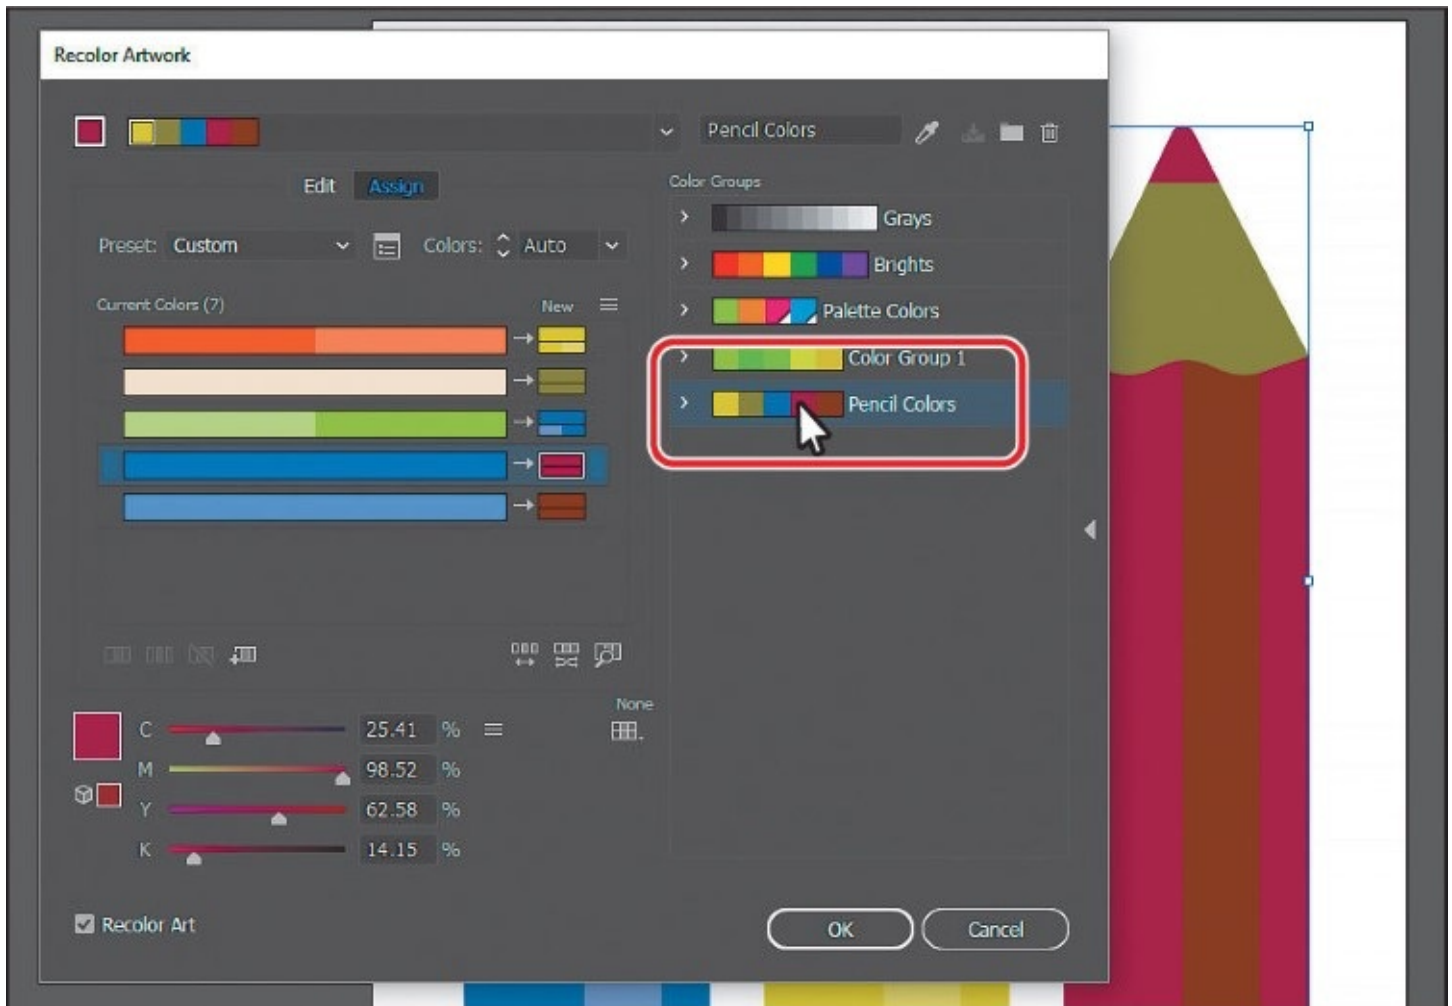 Recolor Artwork
Pencil Colors
Edit Assign
Color Groups
Preset: Custom Colors: Auto
Current Colors (7) New
Grays
Brights
Palette Colors
Color Group 1
Pencil Colors
None
C 25.41 %
M 98.52 %
Y 62.58 %
K 14.15 %
Recolor Art
OK Cancel